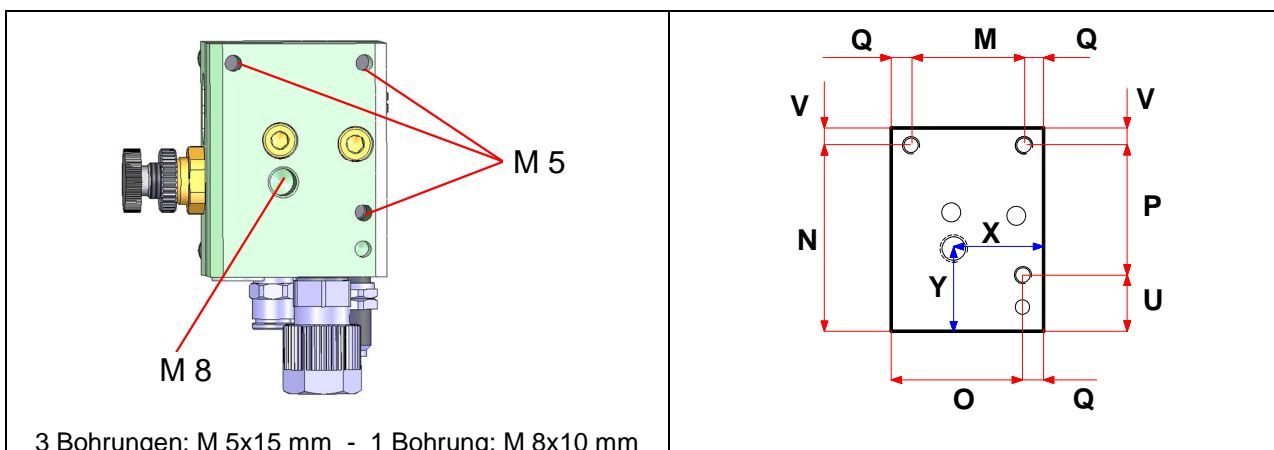 M 5
M 8
3 Bohrungen: M 5x15 mm - 1 Bohrung: M 8x10 mm
Q M Q
V V
N P
X
Y U
O Q